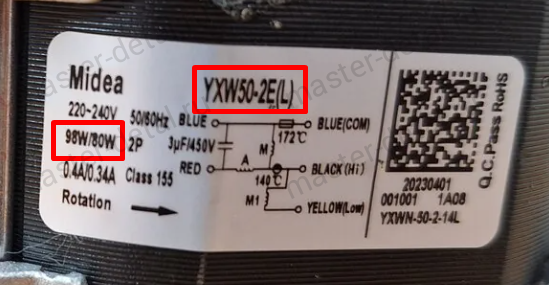 Midea
YXW50-2E(L)
220~240V 50/60Hz
98W/80W 2P
0.4A/0.34A Class 155
Rotation
BLUE
3μF/450V
RED
172℃
BLUE(COM)
M
A
140℃
BLACK(Hi)
M1
YELLOW(Low)
Q.C.Pass RoHS
20230401
001001 1A08
YXWN-50-2-14L
master-detal